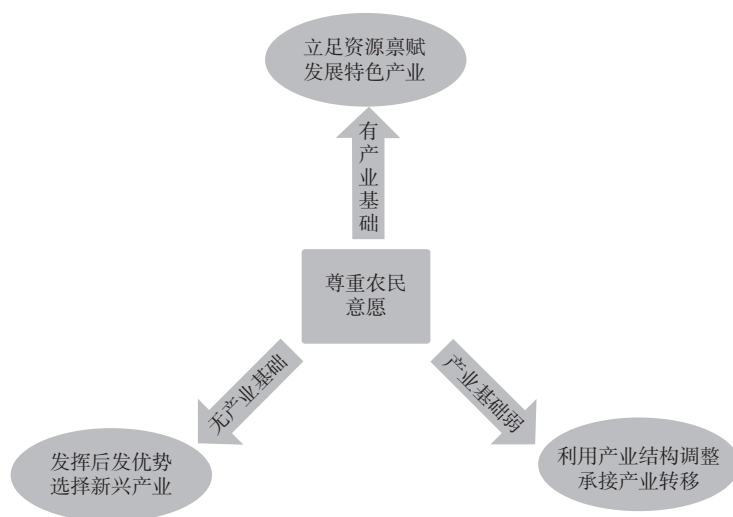 立足资源禀赋
发展特色产业
有产业基础
尊重农民
意愿
无产业基础
产业基础弱
发挥后发优势
选择新兴产业
利用产业结构调整
承接产业转移